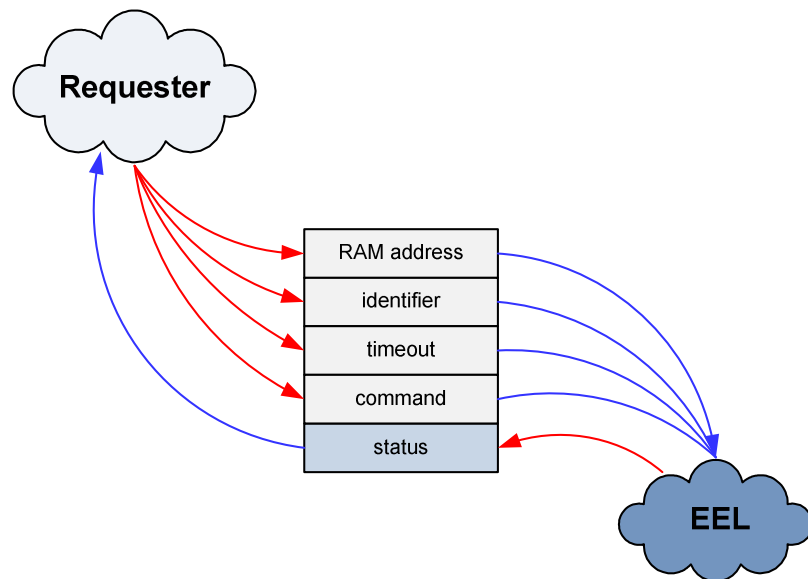 Requester
RAM address
identifier
timeout
command
status
EEL